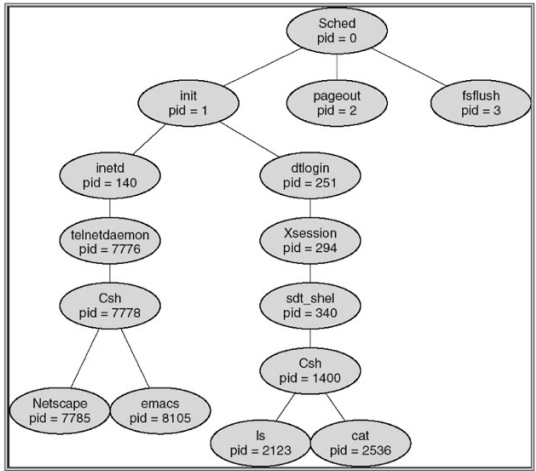 Sched
pid = 0
init
pid = 1
pageout
pid = 2
fsflush
pid = 3
inetd
pid = 140
dtlogin
pid = 251
telnetdaemon
pid = 7776
Xsession
pid = 294
Csh
pid = 7778
sdt_shel
pid = 340
Csh
pid = 1400
Netscape
pid = 7785
emacs
pid = 8105
ls
pid = 2123
cat
pid = 2536